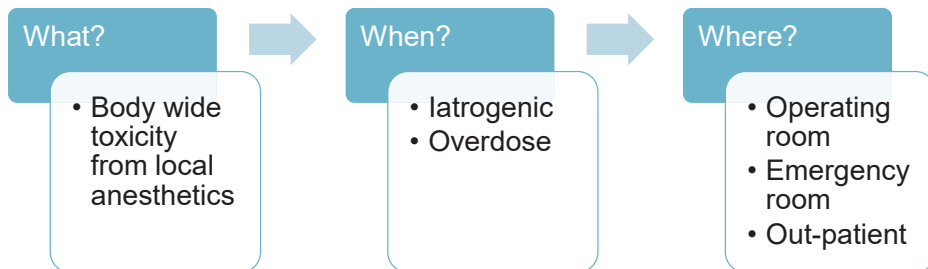 What?
• Body wide
toxicity
from local
anesthetics
When?
• Iatrogenic
• Overdose
Where?
• Operating
room
• Emergency
room
• Out-patient